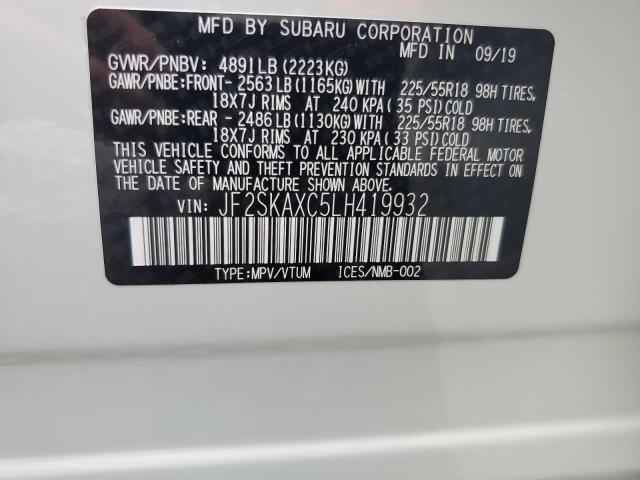 MFD BY SUBARU CORPORATION
MFD IN 09/19
GVWR/PNBV: 4891LB(2223KG)
GAWR/PNBE:FRONT- 2563LB(1165KG)WITH 225/55R18 98H TIRES,
18X7J RIMS AT 240 KPA(35 PSI)COLD
GAWR/PNBE:REAR - 2486LB(1130KG)WITH 225/55R18 98H TIRES,
18X7J RIMS AT 230 KPA(33 PSI)COLD
THIS VEHICLE CONFORMS TO ALL APPLICABLE FEDERAL MOTOR
VEHICLE SAFETY AND THEFT PREVENTION STANDARDS IN EFFECT
ON THE DATE OF MANUFACTURE SHOWN ABOVE.
VIN: JF2SKAXC5LH419932
TYPE:MPV/VTUM ICES/NMB-002